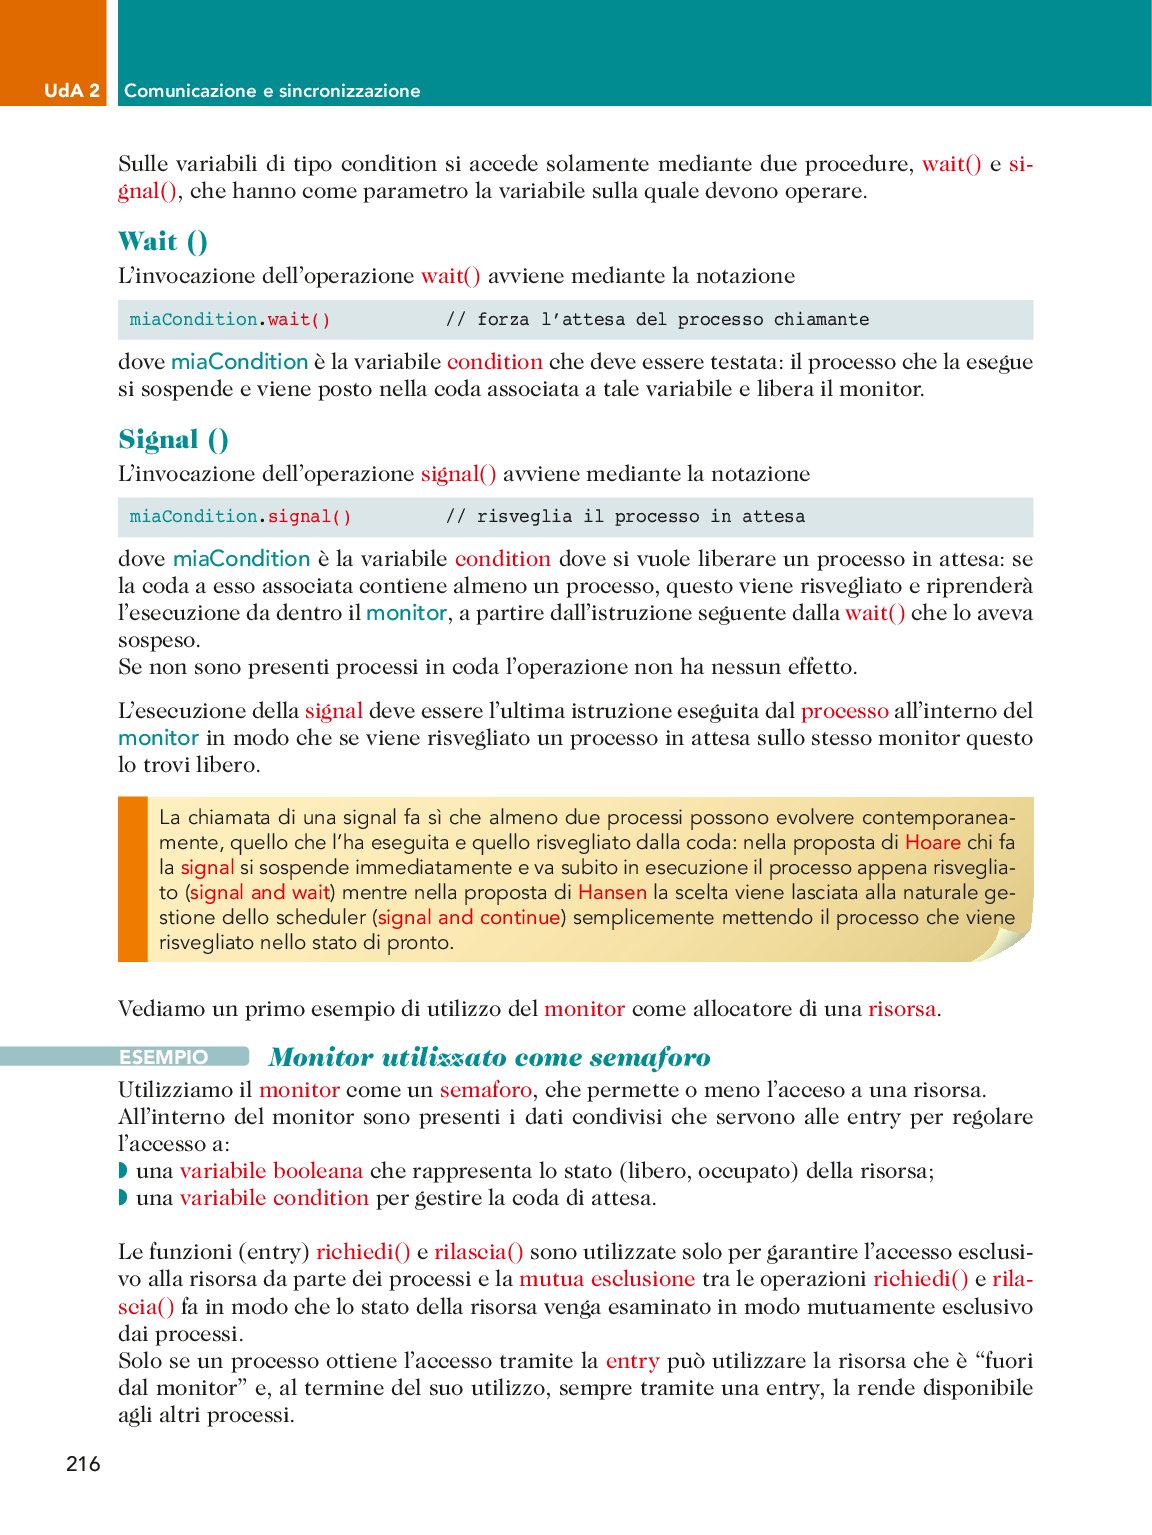 UdA 2 Comunicazione e sincronizzazione
Sulle variabili di tipo condition si accede solamente mediante due procedure, wait() e si-
gnal(), che hanno come parametro la variabile sulla quale devono operare.
Wait ()
L’invocazione dell’operazione wait() avviene mediante la notazione
miaCondition.wait() // forza l’attesa del processo chiamante
dove miaCondition è la variabile condition che deve essere testata: il processo che la esegue
si sospende e viene posto nella coda associata a tale variabile e libera il monitor.
Signal ()
L’invocazione dell’operazione signal() avviene mediante la notazione
miaCondition.signal() // risveglia il processo in attesa
dove miaCondition è la variabile condition dove si vuole liberare un processo in attesa: se
la coda a esso associata contiene almeno un processo, questo viene risvegliato e riprenderà
l’esecuzione da dentro il monitor, a partire dall’istruzione seguente dalla wait() che lo aveva
sospeso.
Se non sono presenti processi in coda l’operazione non ha nessun effetto.
L’esecuzione della signal deve essere l’ultima istruzione eseguita dal processo all’interno del
monitor in modo che se viene risvegliato un processo in attesa sullo stesso monitor questo
lo trovi libero.
La chiamata di una signal fa sì che almeno due processi possono evolvere contemporanea-
mente, quello che l’ha eseguita e quello risvegliato dalla coda: nella proposta di Hoare chi fa
la signal si sospende immediatamente e va subito in esecuzione il processo appena risveglia-
to (signal and wait) mentre nella proposta di Hansen la scelta viene lasciata alla naturale ge-
stione dello scheduler (signal and continue) semplicemente mettendo il processo che viene
risvegliato nello stato di pronto.
Vediamo un primo esempio di utilizzo del monitor come allocatore di una risorsa.
ESEMPIO Monitor utilizzato come semaforo
Utilizziamo il monitor come un semaforo, che permette o meno l’acceso a una risorsa.
All’interno del monitor sono presenti i dati condivisi che servono alle entry per regolare
l’accesso a:
◗ una variabile booleana che rappresenta lo stato (libero, occupato) della risorsa;
◗ una variabile condition per gestire la coda di attesa.
Le funzioni (entry) richiedi() e rilascia() sono utilizzate solo per garantire l’accesso esclusi-
vo alla risorsa da parte dei processi e la mutua esclusione tra le operazioni richiedi() e rila-
scia() fa in modo che lo stato della risorsa venga esaminato in modo mutuamente esclusivo
dai processi.
Solo se un processo ottiene l’accesso tramite la entry può utilizzare la risorsa che è “fuori
dal monitor” e, al termine del suo utilizzo, sempre tramite una entry, la rende disponibile
agli altri processi.
216